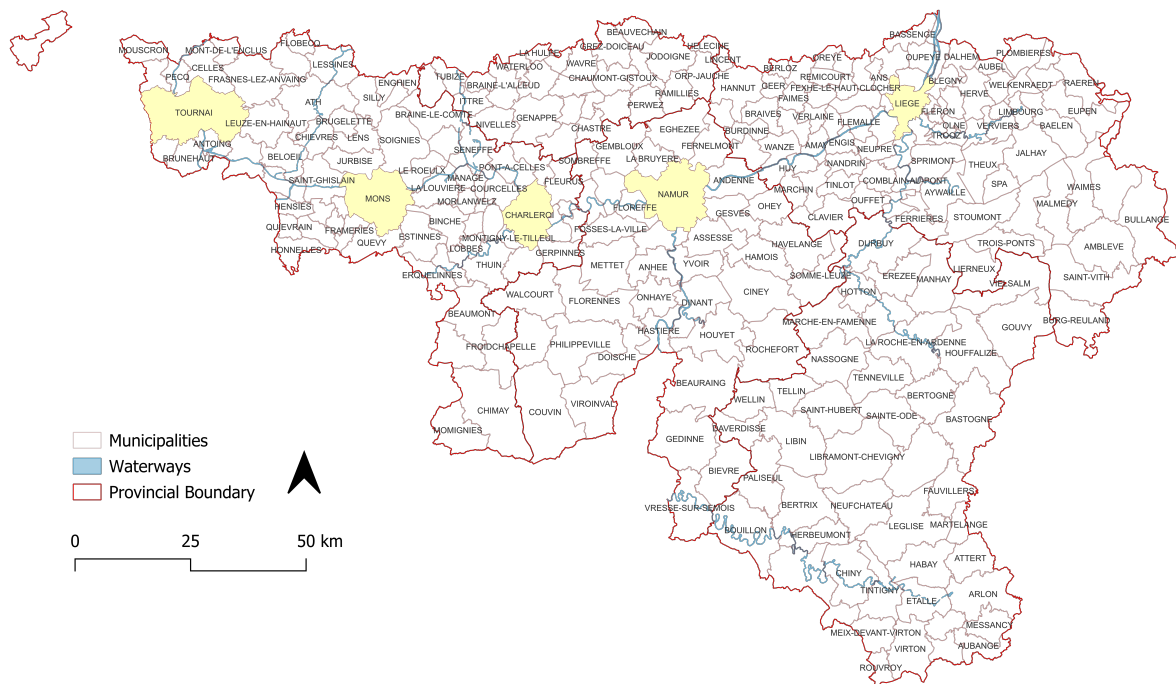 BASSENGE
BEAUVECHAIN
FLOBECQ
MOUSCRON
MONT-DE-L'ENCLUS
GREZ-DOICEAU
HELECINE
LA HULPE
JODOIGNE
OREYE
OUPEYE
DALHEM
PLOMBIERES
CELLES
LESSINES
WATERLOO
WAVRE
LINCENT
BERLOZ
AUBEL
PECQ
FRASNES-LEZ-ANVAING
ENGHIEN
TUBIZE
BRAINE-L'ALLEUD
CHAUMONT-GISTOUX
ORP-JAUCHE
REMICOURT
ANS
BLEGNY
WELKENRAEDT
RAEREN
HANNUT
GEER
FEXHE-LE-HAUT-CLOCHER
HERVE
SILLY
ATH
ITTRE
RAMILLIES
FAIMES
LIEGE
TOURNAI
BRAINE-LE-COMTE
GENAPPE
PERWEZ
BRAIVES
VERLAINE
FLERON
LIMBOURG
EUPEN
LEUZE-EN-HAINAUT
BRUGELETTE
NIVELLES
CHASTRE
EGHEZEE
BURDINNE
FLEMALLE
OLNE
VERVIERS
BAELEN
CHIEVRES
LENS
SOIGNIES
TROOZ
ANTOING
SENEFFE
GEMBLOUX
FERNELMONT
WANZE
AMAY
ENGIS
NEUPRE
BRUNEHAUT
BELOEIL
JURBISE
SOMBREFFE
LA BRUYERE
JALHAY
LE ROEULX
PONT-A-CELLES
HUY
NANDRIN
SPRIMONT
THEUX
SAINT-GHISLAIN
MANAGE
FLEURUS
ANDENNE
MARCHIN
TINLOT
COMBLAIN-AU-PONT
SPA
WAIMES
LA LOUVIERE
COURCELLES
AYWAILLE
MONS
MORLANWELZ
NAMUR
OUFFET
MALMEDY
HENSIES
FLOREFFE
OHEY
CHARLEROI
GESVES
CLAVIER
FERRIERES
STOUMONT
BULLANGE
QUIEVRAIN
FRAMERIES
BINCHE
FOSSES-LA-VILLE
ESTINNES
MONTIGNY-LE-TILLEUL
ASSESSE
HAVELANGE
DURBUY
TROIS-PONTS
AMBLEVE
HONNELLES
QUEVY
LOBBES
GERPINNES
HAMOIS
THUIN
METTET
ANHEE
YVOIR
ERQUELINNES
SOMME-LEUZE
EREZEE
MANHAY
LIERNEUX
SAINT-VITH
VIELSALM
WALCOURT
FLORENNES
ONHAYE
DINANT
CINEY
HOTTON
BEAUMONT
MARCHE-EN-FAMENNE
GOUVY
BURG-REULAND
HASTIERE
HOUYET
FROIDCHAPELLE
PHILIPPEVILLE
ROCHEFORT
LA ROCHE-EN-ARDENNE
DOISCHE
NASSOGNE
HOUFFALIZE
TENNEVILLE
BEAURAING
TELLIN
BERTOGNE
WELLIN
VIROINVAL
CHIMAY
COUVIN
SAINT-HUBERT
SAINTE-ODE
BASTOGNE
MOMIGNIES
DAVERDISSE
GEDINNE
LIBIN
Municipalities
LIBRAMONT-CHEVIGNY
Waterways
BIEVRE
PALISEUL
Provincial Boundary
FAUVILLERS
VRESSE-SUR-SEMOIS
BERTRIX
NEUFCHATEAU
BOUILLON
HERBEUMONT
LEGLISE
MARTELANGE
0 25 50 km
HABAY
ATTERT
CHINY
TINTIGNY
ARLON
ETALLE
MESSANCY
MEIX-DEVANT-VIRTON
VIRTON
AUBANGE
ROUVROY